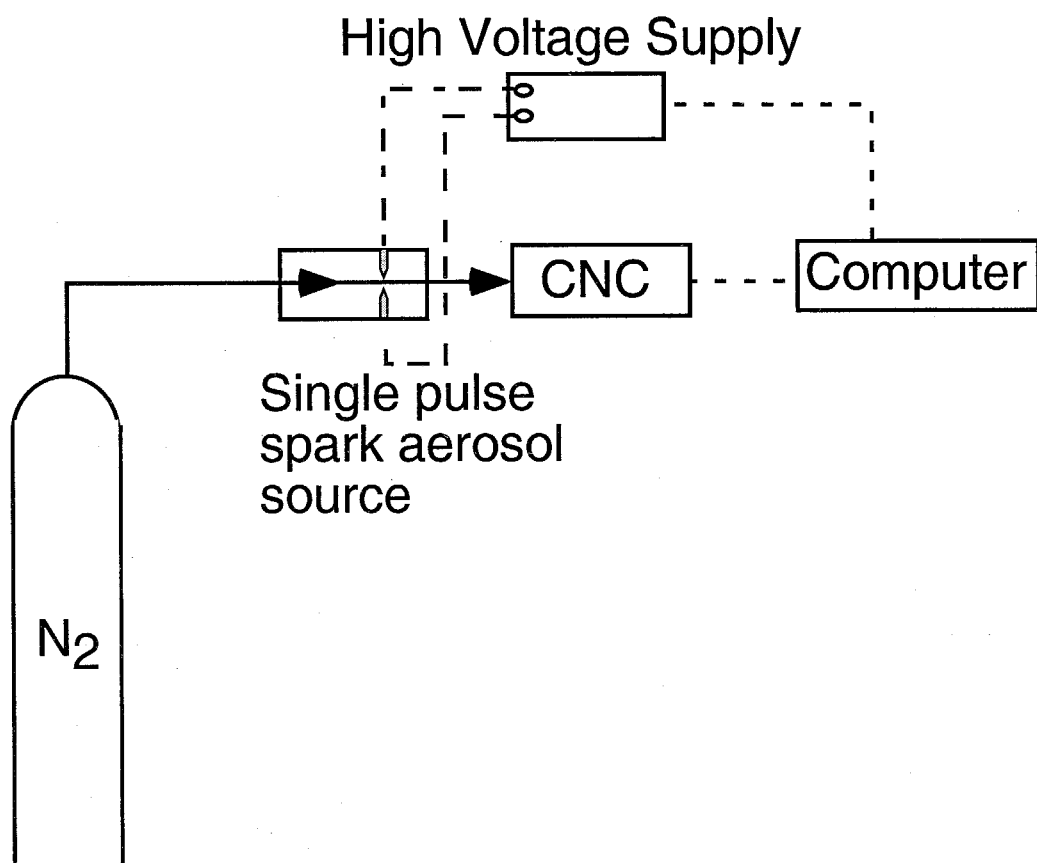 High Voltage Supply
CNC
Computer
Single pulse
spark aerosol
source
N2